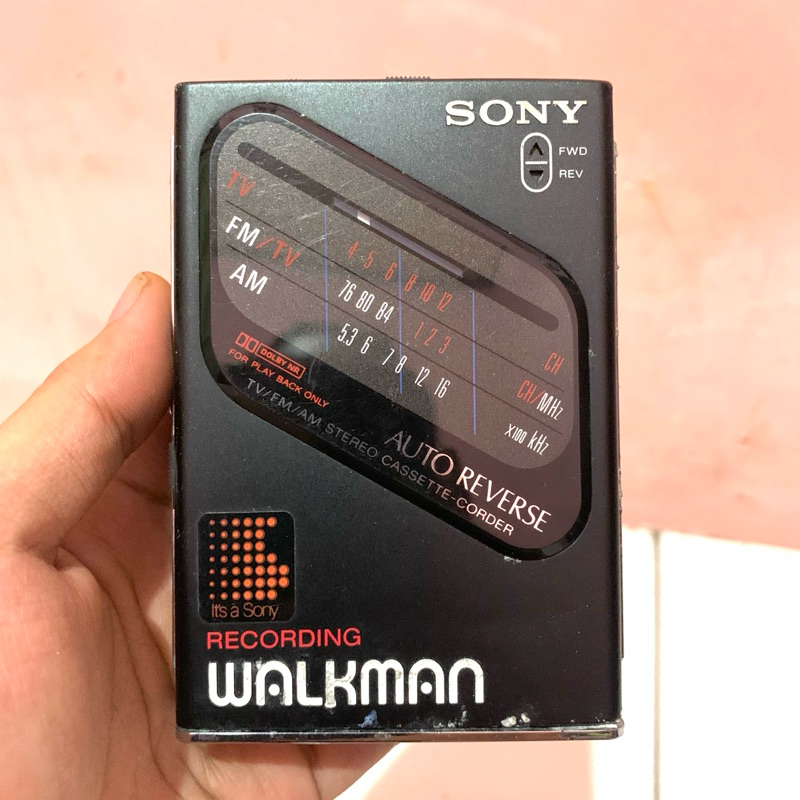 SONY
FWD
REV
TV
4 5 6 8 10 12
CH
FM/TV
76 80 84 1 2 3
CH/MHz
AM
5.3 6 7 8 12 16
X100 kHz
DOLBY NR
FOR PLAY BACK ONLY
AUTO REVERSE
TV/FM/AM STEREO CASSETTE-CORDER
It's a Sony
RECORDING
WALKMAN